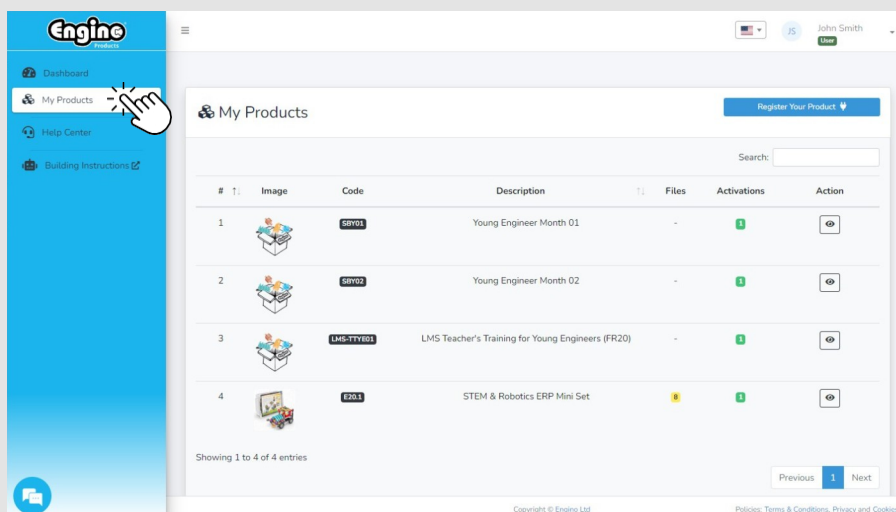 Engino
Products
John Smith
JS
User
Dashboard
My Products
Help Center
Building Instructions
My Products
Register Your Product
Search:
# Image Code Description Files Activations Action
1 SBY01 Young Engineer Month 01 - 1
2 SBY02 Young Engineer Month 02 - 1
3 LMS-TTYE01 LMS Teacher's Training for Young Engineers (FR20) - 1
4 E20.1 STEM & Robotics ERP Mini Set 8 1
Showing 1 to 4 of 4 entries
Previous 1 Next
Copyright © Engino Ltd
Policies: Terms & Conditions, Privacy and Cookie